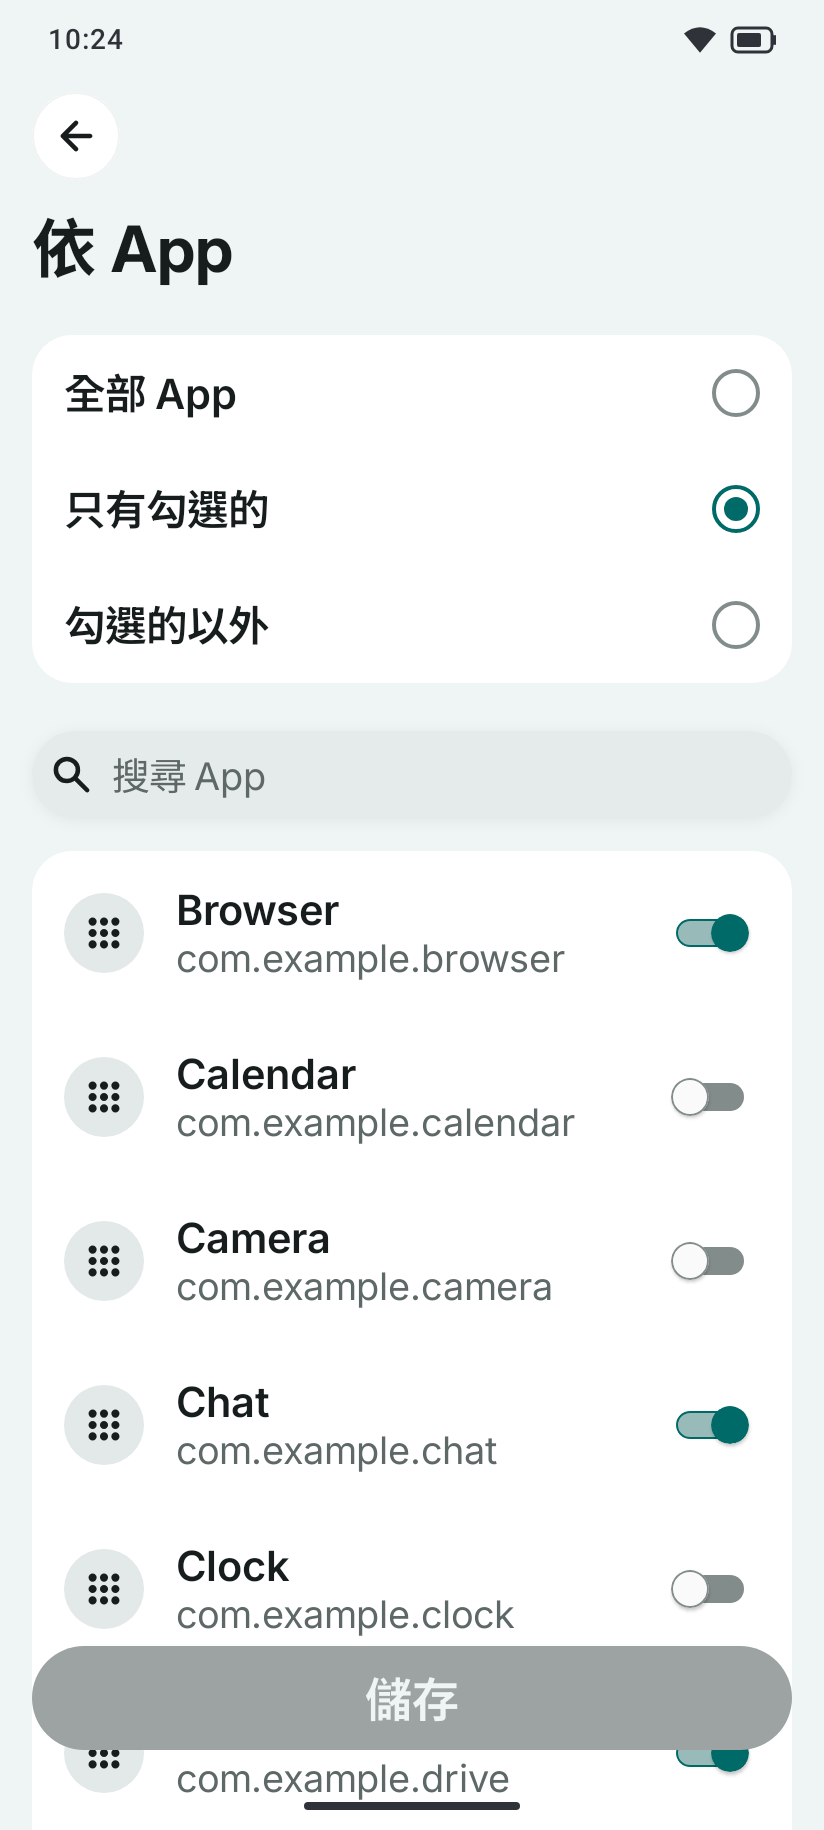 10:24
依 App
全部 App
只有勾選的
勾選的以外
搜尋 App
Browser
com.example.browser
Calendar
com.example.calendar
Camera
com.example.camera
Chat
com.example.chat
Clock
com.example.clock
儲存
com.example.drive